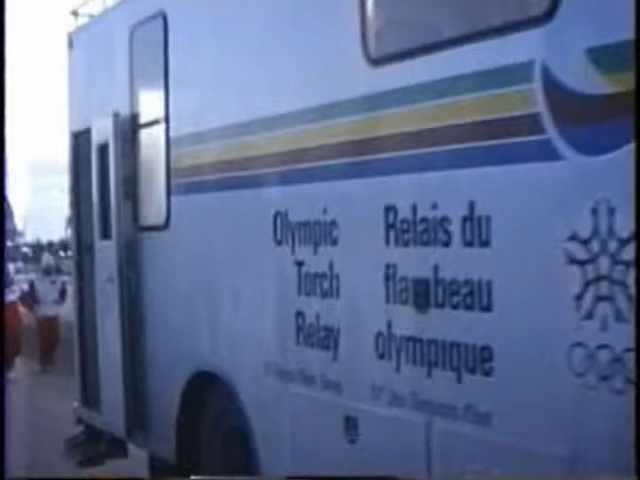 Olympic
Torch
Relay
Relais du
flambeau
olympique